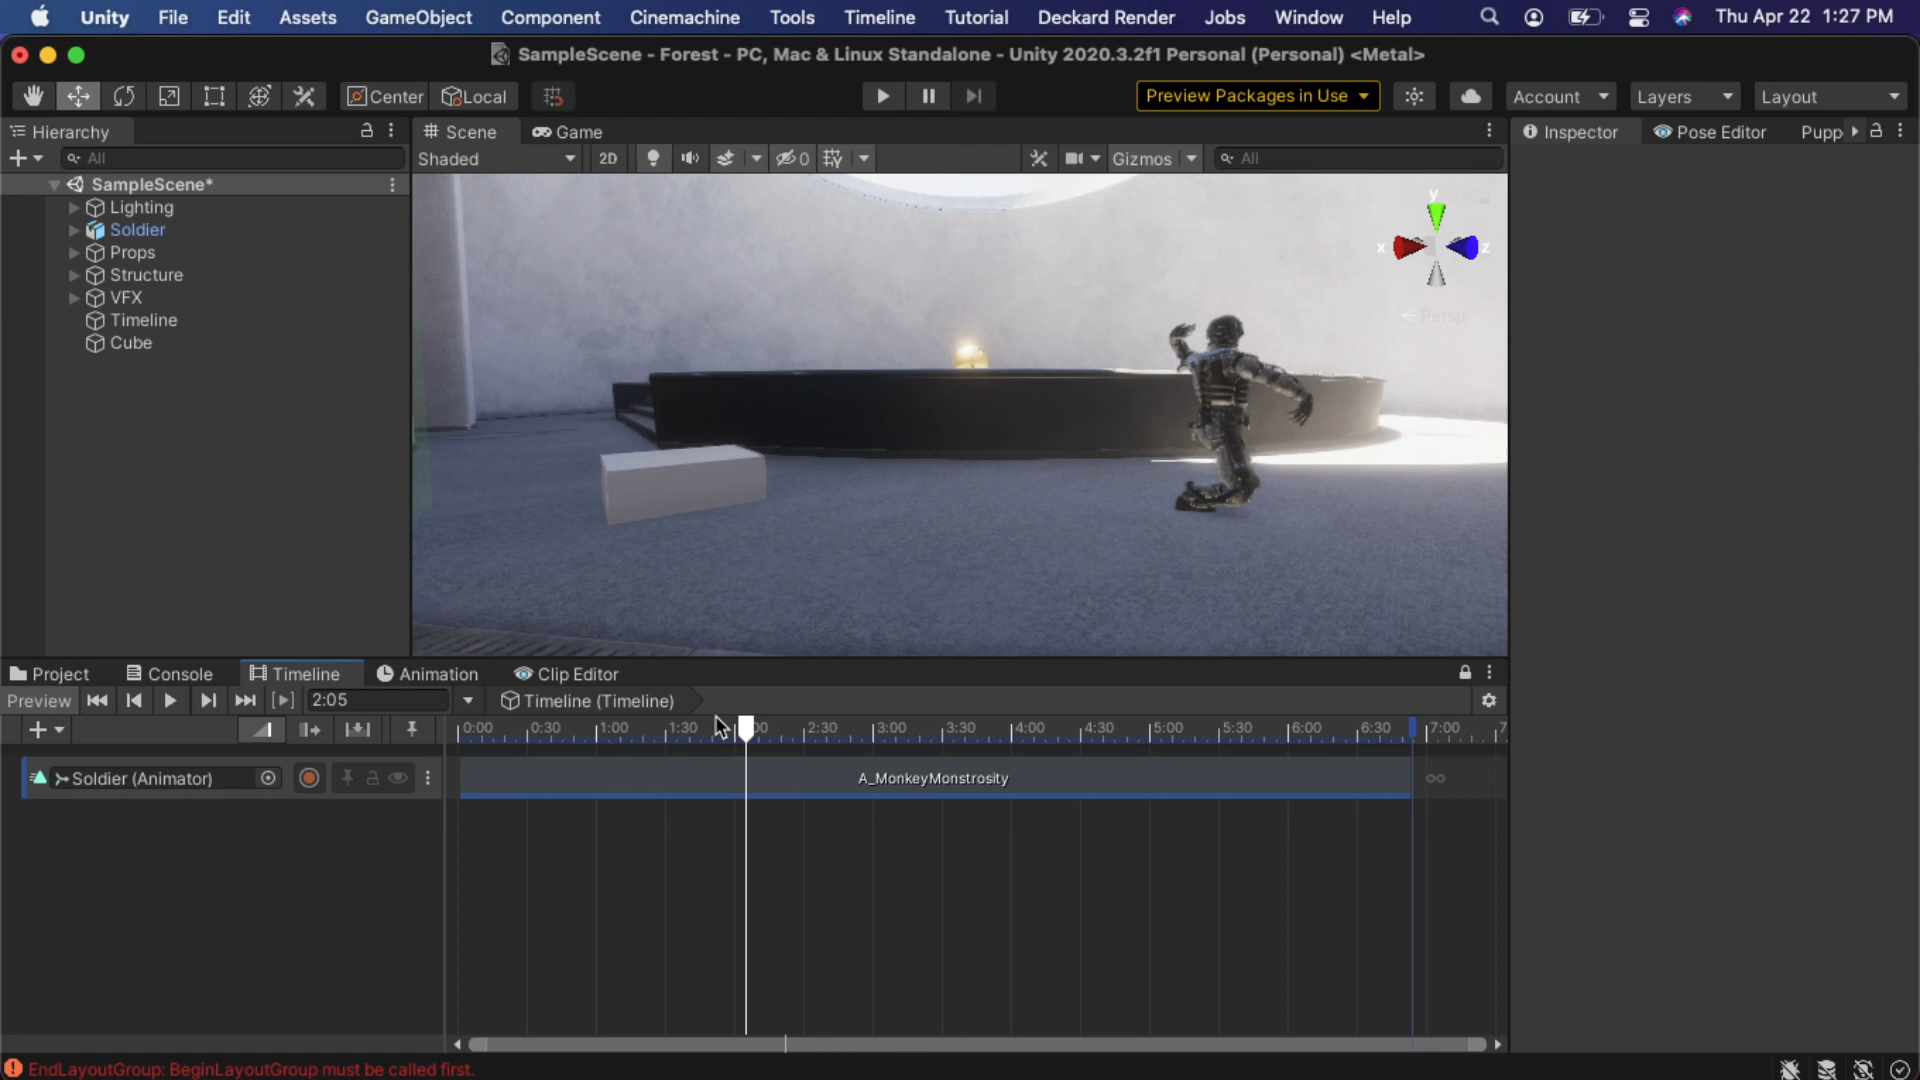 Unity File Edit Assets GameObject Component Cinemachine Tools Timeline Tutorial Deckard Render Jobs Window Help Thu Apr 22 1:27 PM
SampleScene - Forest - PC, Mac & Linux Standalone - Unity 2020.3.2f1 Personal (Personal) <Metal>
Center Local Preview Packages in Use Account Layers Layout
Hierarchy Scene Game Inspector Pose Editor Pupp
All Shaded 2D 0 Gizmos All
SampleScene*
Lighting
Soldier
Props
Structure
VFX
Timeline
Cube
y
x z
Persp
Project Console Timeline Animation Clip Editor
Preview 2:05 Timeline (Timeline)
0:00 0:30 1:00 1:30 2:30 3:00 3:30 4:00 4:30 5:00 5:30 6:00 6:30 7:00
Soldier (Animator) A_MonkeyMonstrosity
EndLayoutGroup: BeginLayoutGroup must be called first.